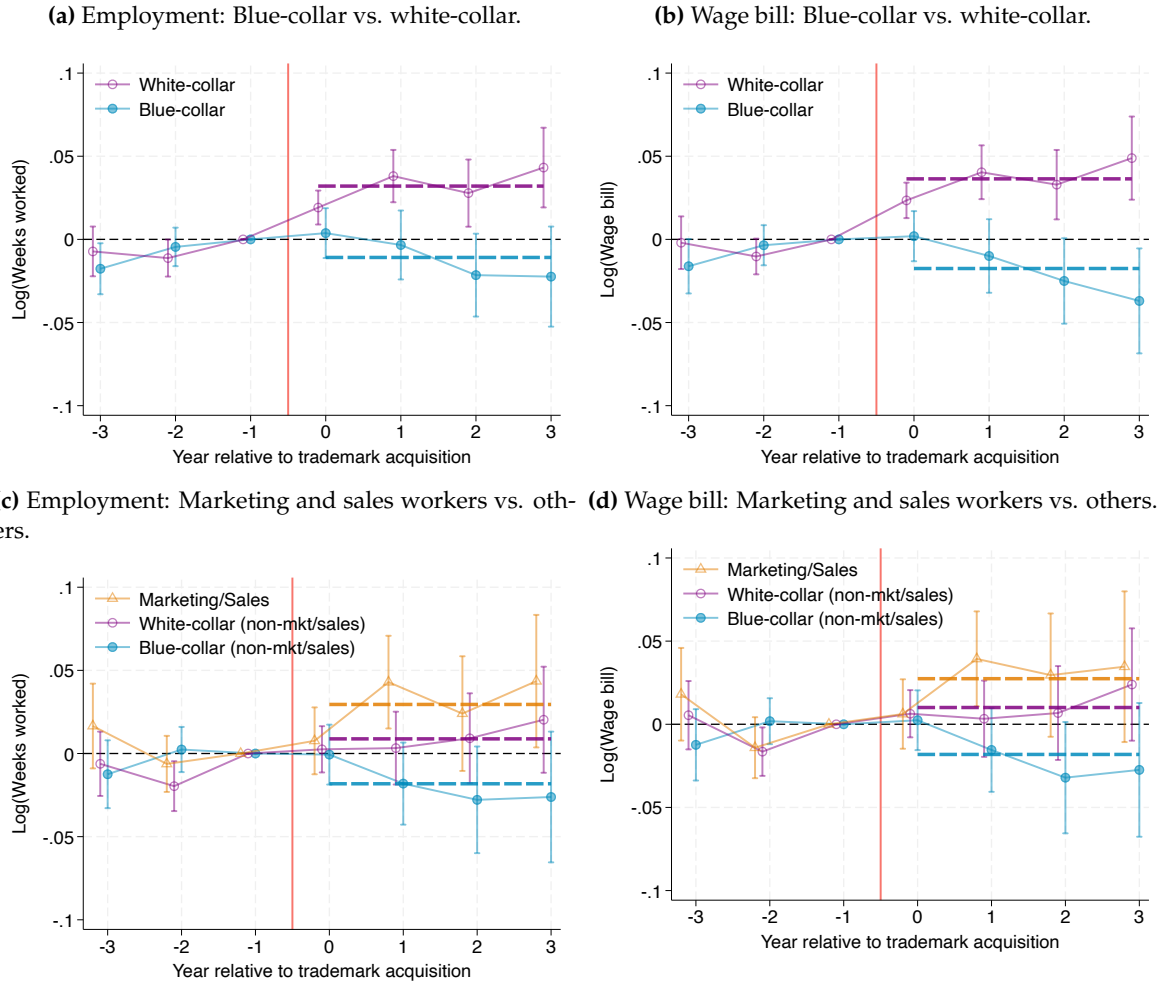 (a) Employment: Blue-collar vs. white-collar.
.1
.05
0
-.05
-.1
Log(Weeks worked)
White-collar
Blue-collar
-3 -2 -1 0 1 2 3
Year relative to trademark acquisition
(b) Wage bill: Blue-collar vs. white-collar.
.1
.05
0
-.05
-.1
Log(Wage bill)
White-collar
Blue-collar
-3 -2 -1 0 1 2 3
Year relative to trademark acquisition
(c) Employment: Marketing and sales workers vs. oth-
ers.
.1
.05
0
-.05
-.1
Log(Weeks worked)
Marketing/Sales
White-collar (non-mkt/sales)
Blue-collar (non-mkt/sales)
-3 -2 -1 0 1 2 3
Year relative to trademark acquisition
(d) Wage bill: Marketing and sales workers vs. others.
.1
.05
0
-.05
-.1
Log(Wage bill)
Marketing/Sales
White-collar (non-mkt/sales)
Blue-collar (non-mkt/sales)
-3 -2 -1 0 1 2 3
Year relative to trademark acquisition